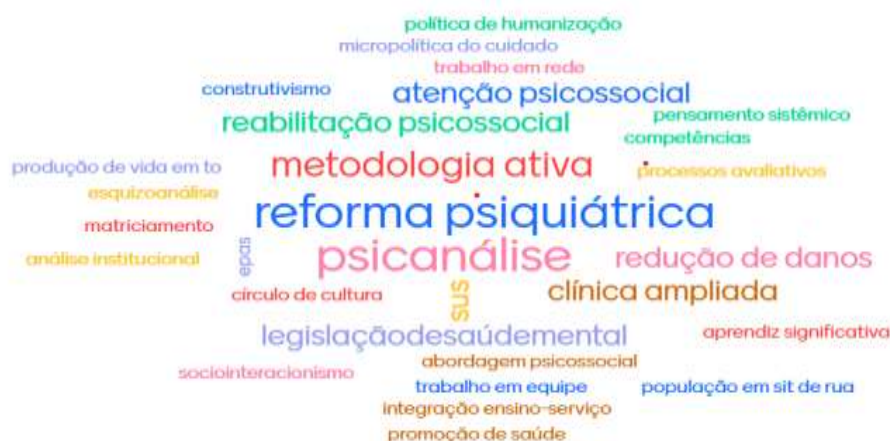 política de humanização
micropolítica do cuidado
trabalho em rede
construtivismo
atenção psicossocial
reabilitação psicossocial
pensamento sistêmico
competências
produção de vida em to
metodologia ativa
processos avaliativos
esquizoanálise
reforma psiquiátrica
matriciamento
análise institucional
epas
psicanálise
redução de danos
círculo de cultura
sus
clínica ampliada
legislaçãodesaúdemental
aprendiz significativa
abordagem psicossocial
sociointeracionismo
trabalho em equipe
população em sit de rua
integração ensino-serviço
promoção de saúde